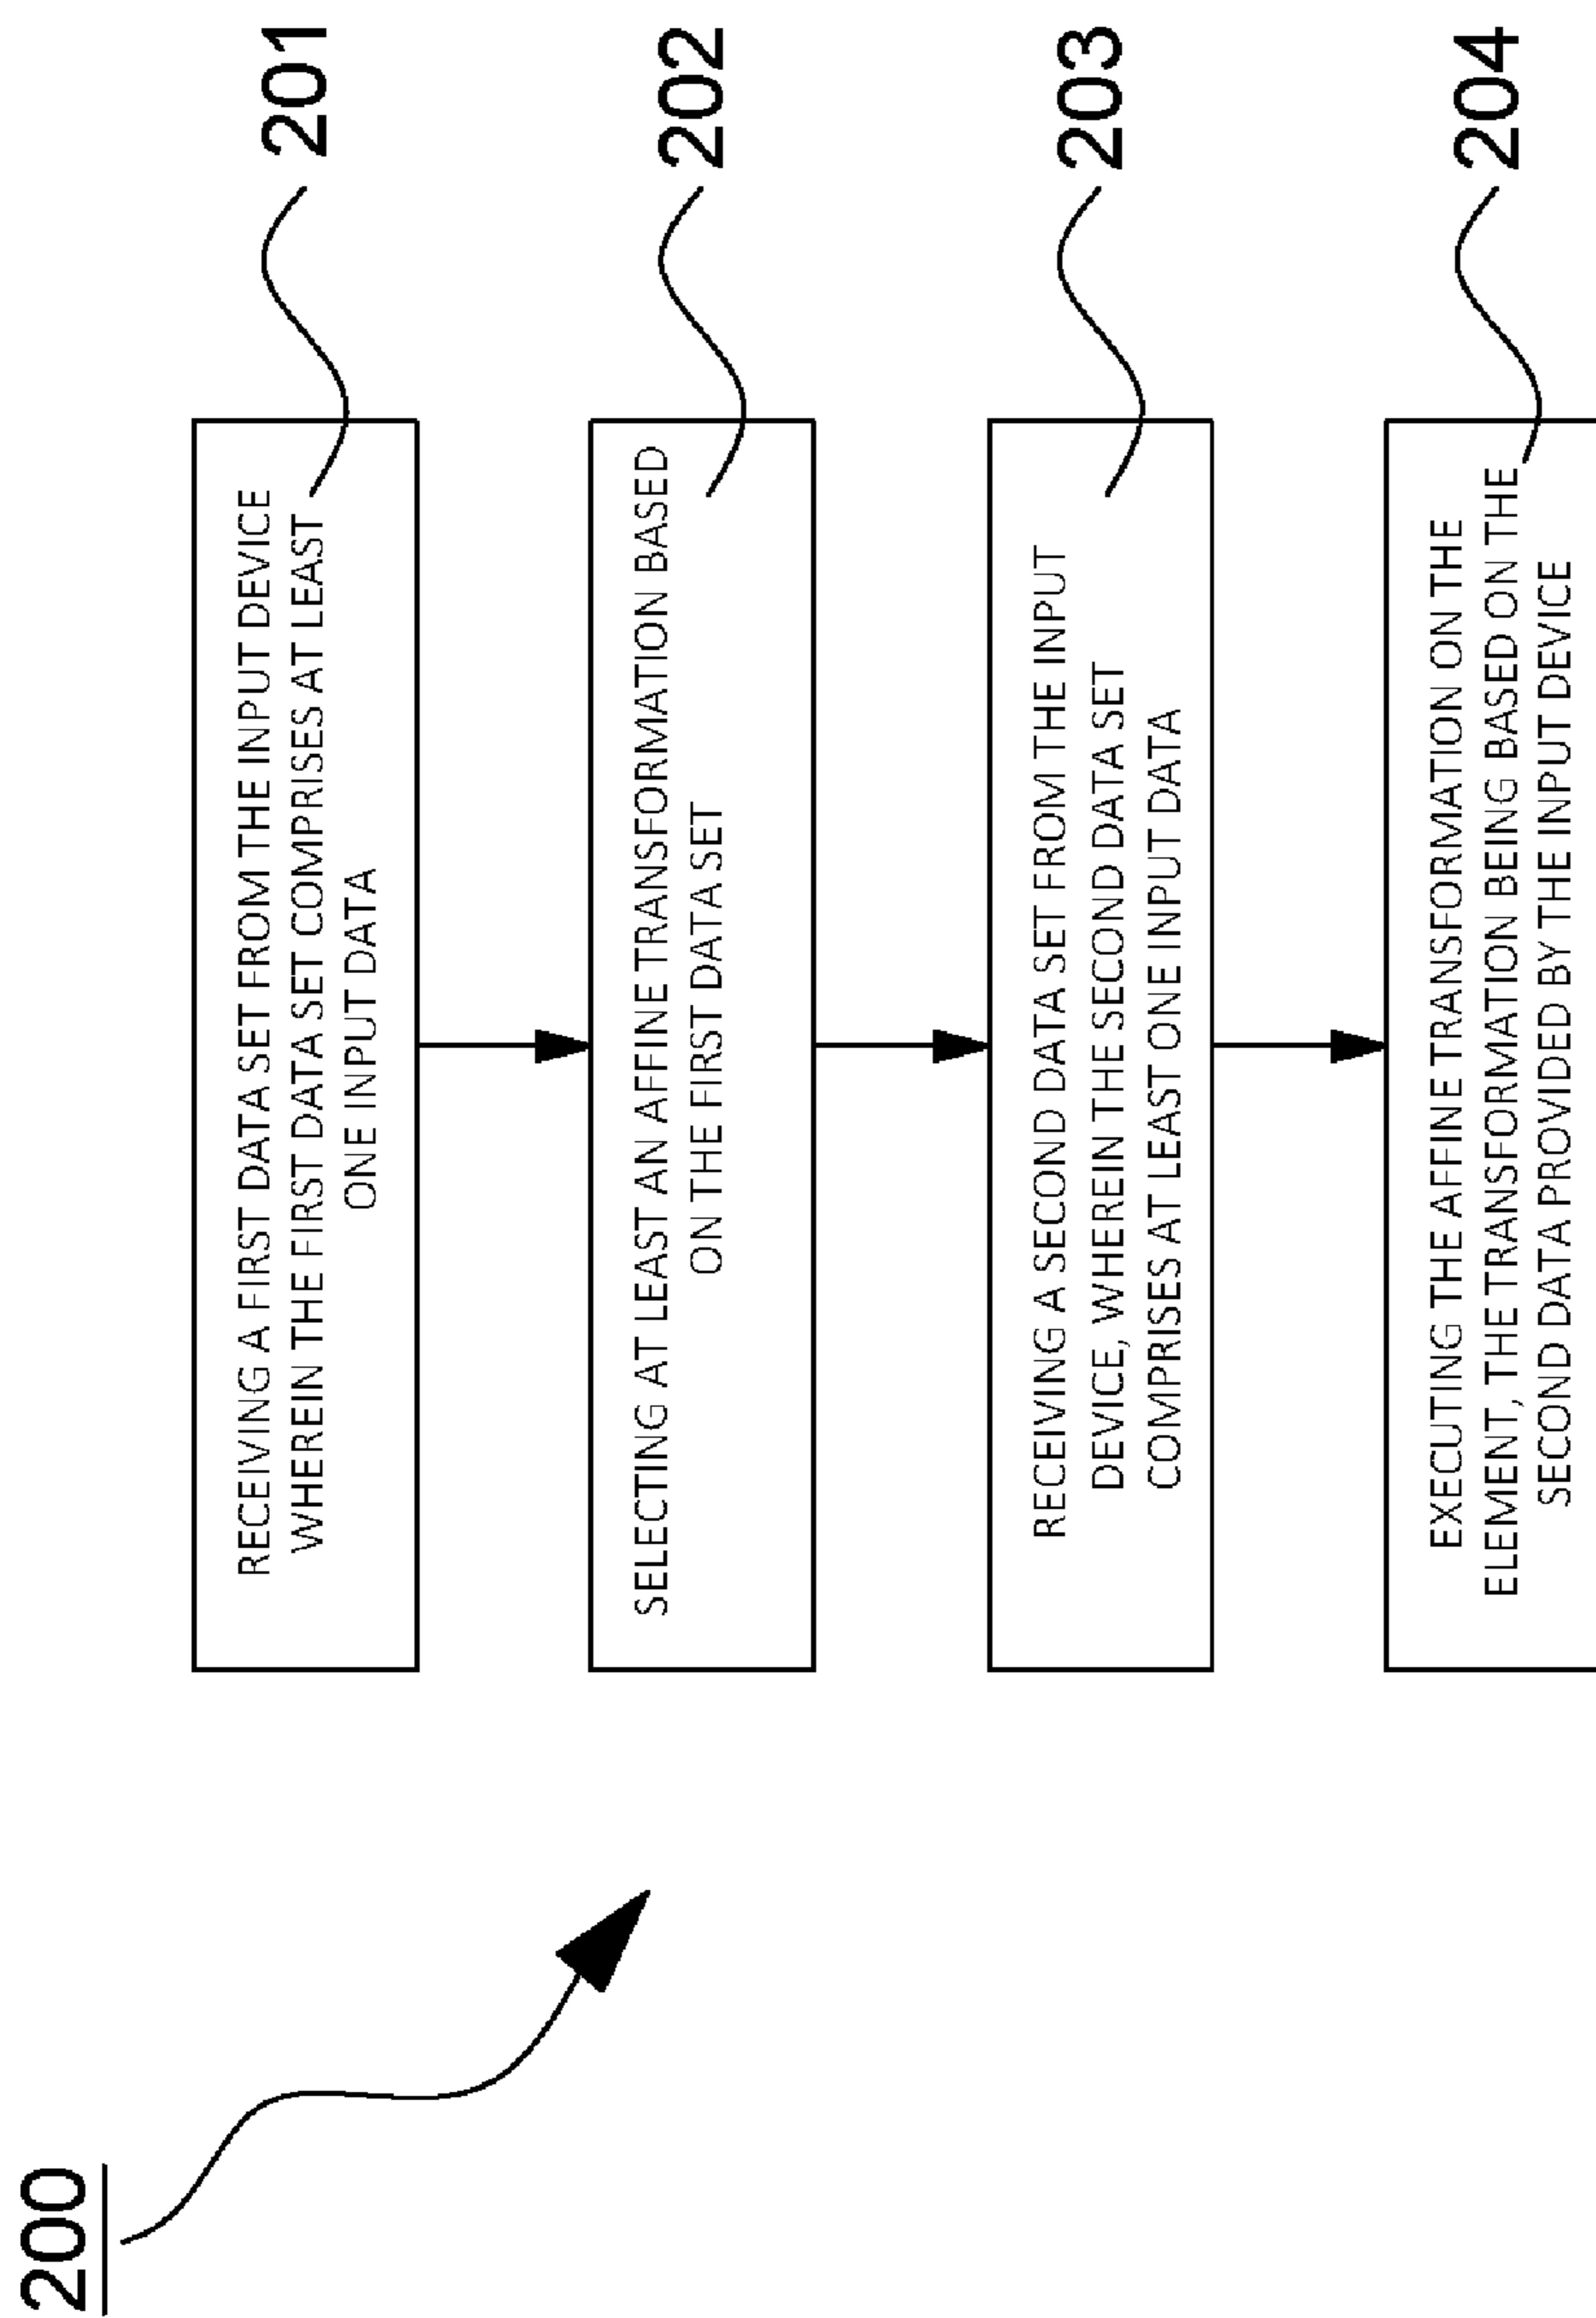 200
RECEIVING A FIRST DATA SET FROM THE INPUT DEVICE
WHEREIN THE FIRST DATA SET COMPRISES AT LEAST
ONE INPUT DATA
201
SELECTING AT LEAST AN AFFINE TRANSFORMATION BASED
ON THE FIRST DATA SET
202
RECEIVING A SECOND DATA SET FROM THE INPUT
DEVICE, WHEREIN THE SECOND DATA SET
COMPRISES AT LEAST ONE INPUT DATA
203
EXECUTING THE AFFINE TRANSFORMATION ON THE
ELEMENT, THE TRANSFORMATION BEING BASED ON THE
SECOND DATA PROVIDED BY THE INPUT DEVICE
204